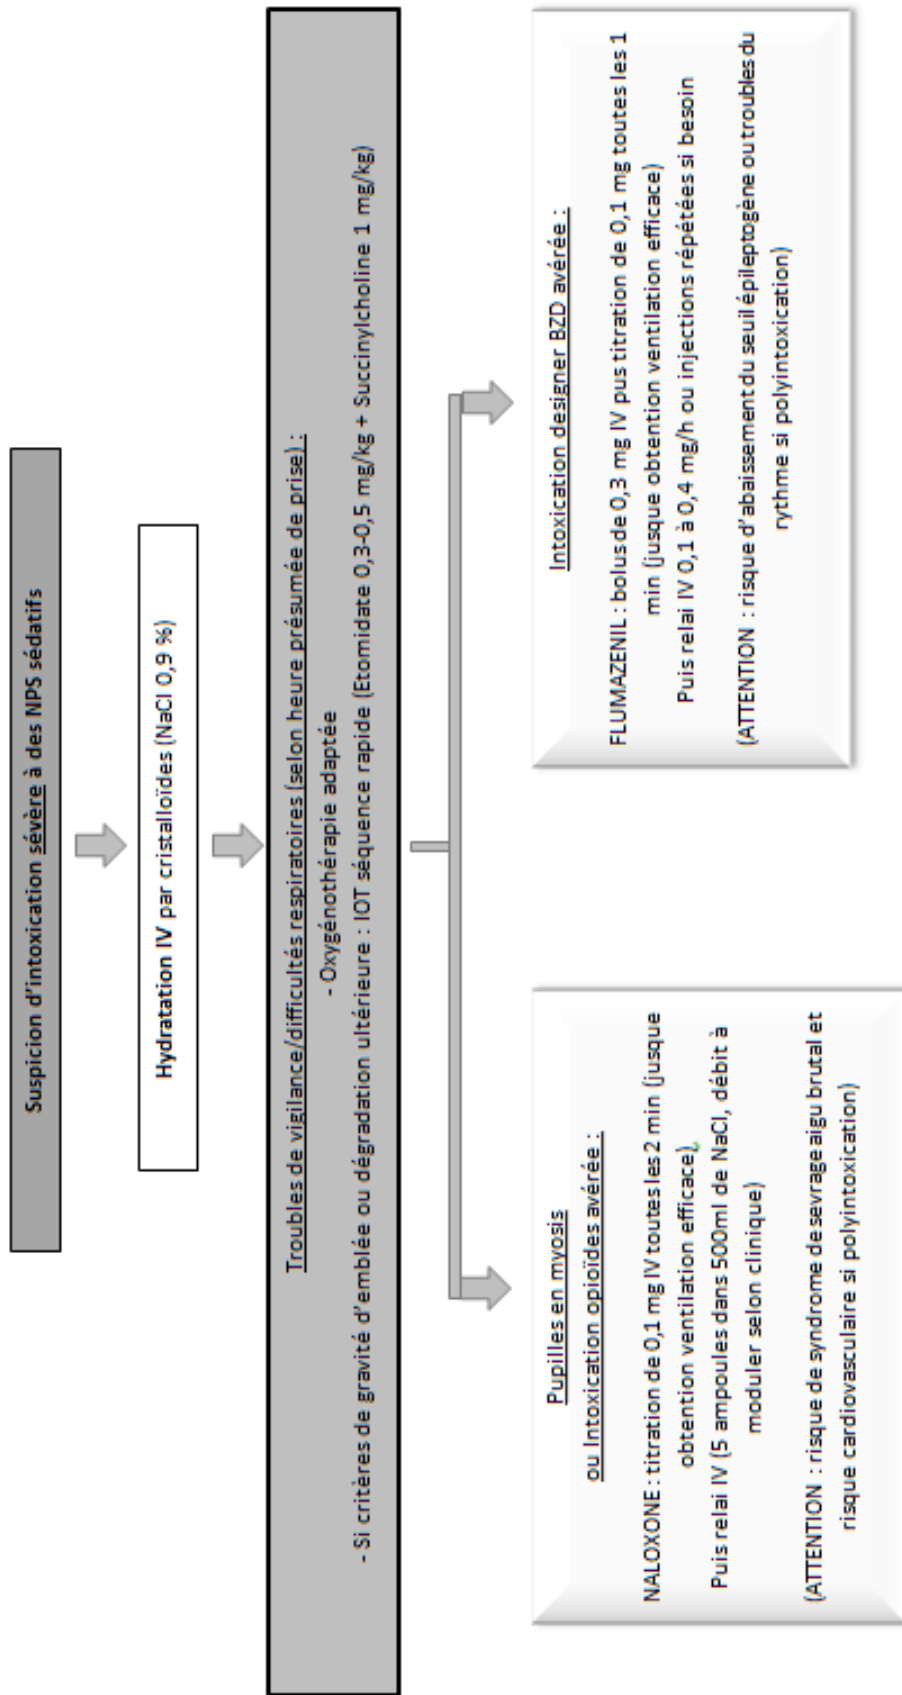 Suspicion d'intoxication sévère à des NPS sédatifs
Hydratation IV par cristalloïdes (NaCl 0,9 %)
Troubles de vigilance/difficultés respiratoires (selon heure présumée de prise) :
- Oxygénothérapie adaptée
- Si critères de gravité d'emblée ou dégradation ultérieure : IOT séquence rapide (Etomidate 0,3-0,5 mg/kg + Succinylcholine 1 mg/kg)
Pupilles en myosis
ou Intoxication opioïdes avérée :
NALOXONE : titration de 0,1 mg IV toutes les 2 min (jusque
obtention ventilation efficace),
Puis relai IV (5 ampoules dans 500ml de NaCl, débit à
moduler selon clinique)
(ATTENTION : risque de syndrome de sevrage aigu brutal et
risque cardiovasculaire si polyintoxication)
Intoxication designer BZD avérée :
FLUMAZENIL : bolus de 0,3 mg IV pus titration de 0,1 mg toutes les 1
min (jusque obtention ventilation efficace)
Puis relai IV 0,1 à 0,4 mg/h ou injections répétées si besoin
(ATTENTION : risque d'abaissement du seuil épileptogène ou troubles du
rythme si polyintoxication)